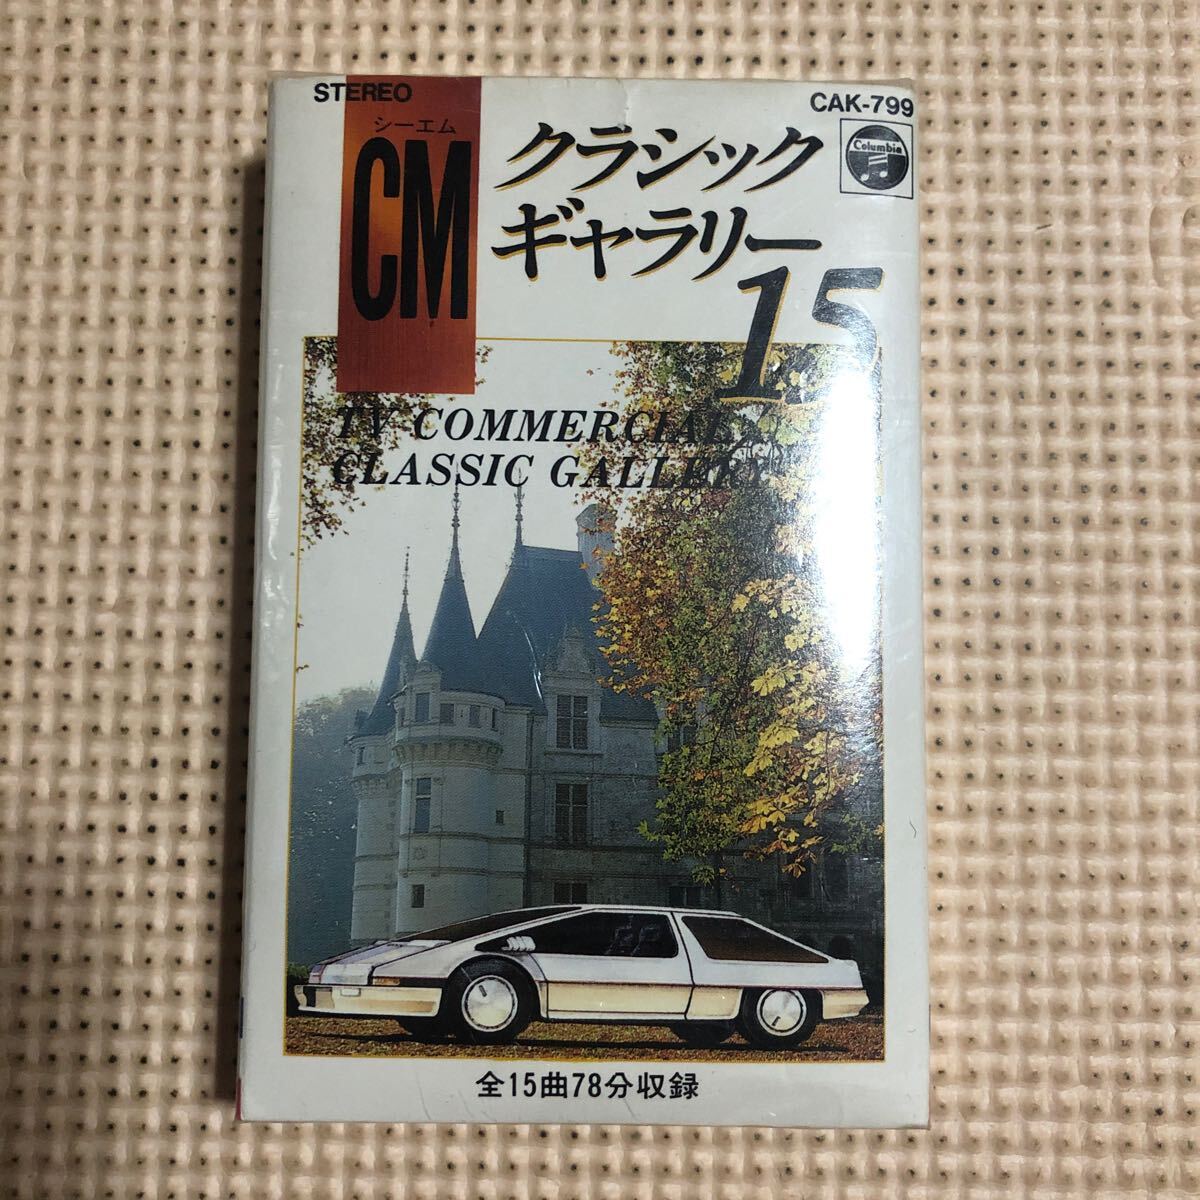 STEREO
CAK-799
Columbia
シーエム
CM
クラシック
ギャラリー
15
TV COMMERCIAL
CLASSIC GALLERY
全15曲78分収録